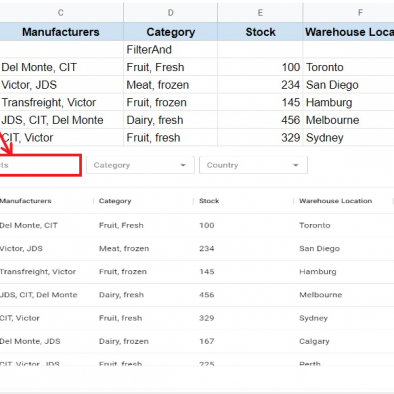 C D E F
Manufacturers Category Stock Warehouse Loca
FilterAnd
Del Monte, CIT Fruit, Fresh 100 Toronto
Victor, JDS Meat, frozen 234 San Diego
Transfreight, Victor Fruit, frozen 145 Hamburg
JDS, CIT, Del Monte Dairy, fresh 456 Melbourne
CIT, Victor Fruit, fresh 329 Sydney
cts Category Country
Manufacturers Category Stock Warehouse Location
Del Monte, CIT Fruit, Fresh 100 Toronto
Victor, JDS Meat, frozen 234 San Diego
Transfreight, Victor Fruit, frozen 145 Hamburg
JDS, CIT, Del Monte Dairy, fresh 456 Melbourne
CIT, Victor Fruit, fresh 329 Sydney
Del Monte, JDS Dairy, frozen 167 Calgary
CIT, Victor, JDS Fruit, fresh 225 Perth